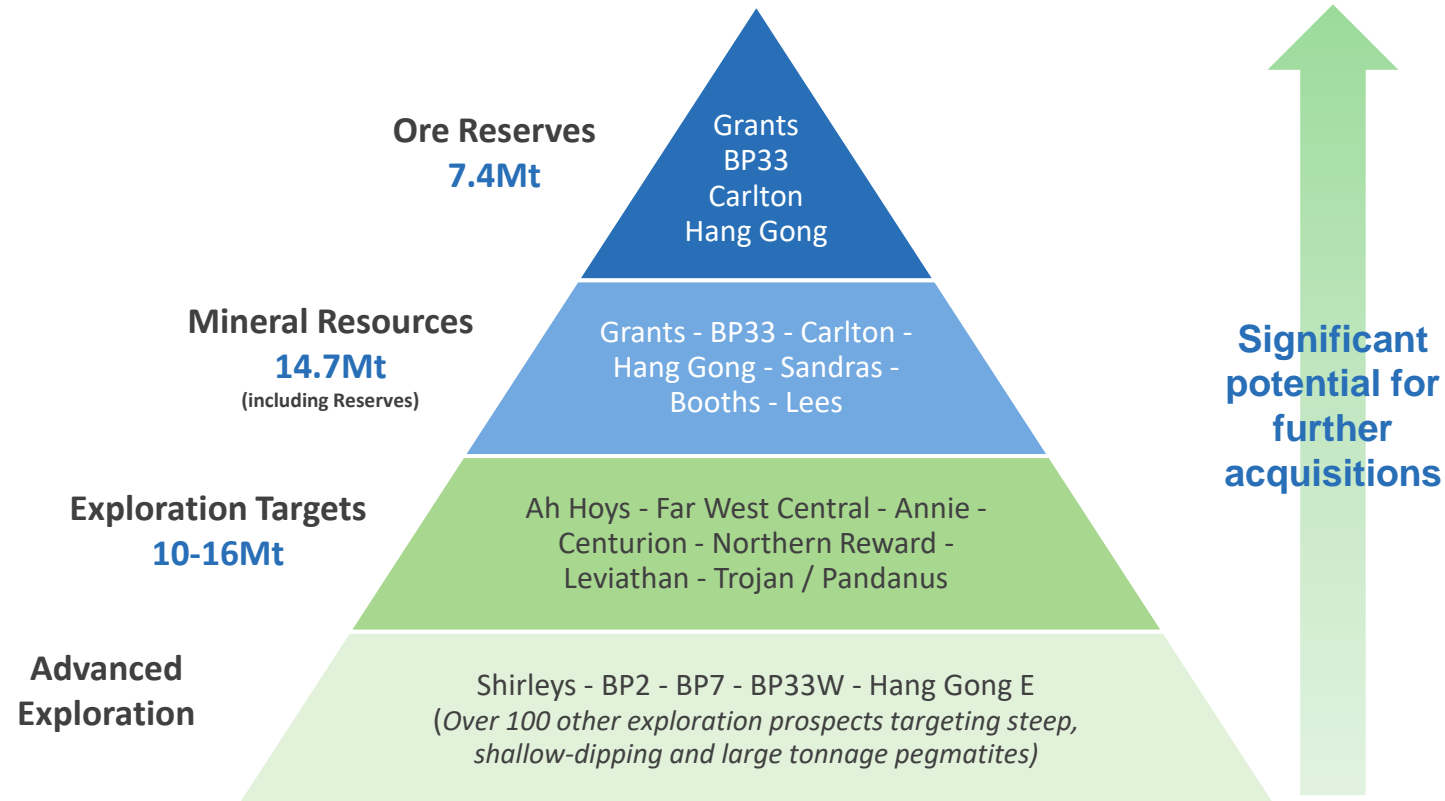 Ore Reserves
7.4Mt
Grants
BP33
Carlton
Hang Gong
Mineral Resources
14.7Mt
(including Reserves)
Grants - BP33 - Carlton -
Hang Gong - Sandras -
Booths - Lees
Exploration Targets
10-16Mt
Ah Hoys - Far West Central - Annie -
Centurion - Northern Reward -
Leviathan - Trojan / Pandanus
Advanced
Exploration
Shirleys - BP2 - BP7 - BP33W - Hang Gong E
(Over 100 other exploration prospects targeting steep,
shallow-dipping and large tonnage pegmatites)
Significant
potential for
further
acquisitions